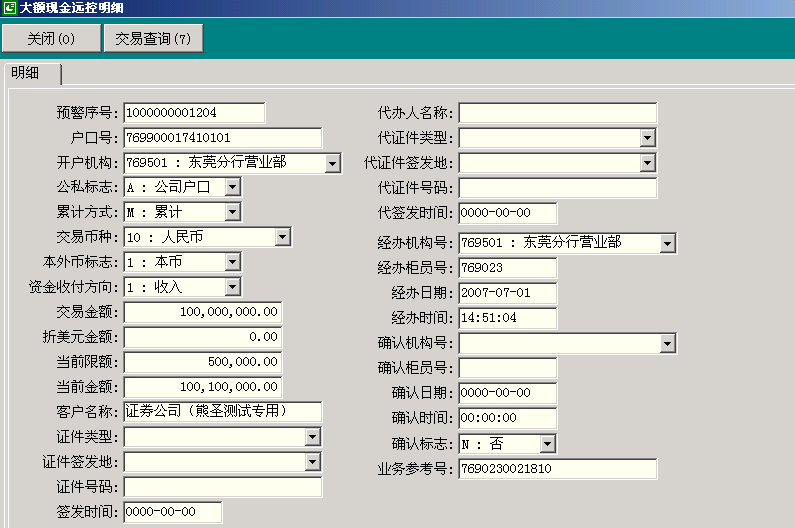 大额现金远控明细
关闭(O) 交易查询(7)
明细
预警序号: 1000000001204
户口号: 769900017410101
开户机构: 769501 : 东莞分行营业部
公私标志: A : 公司户口
累计方式: M : 累计
交易币种: 10 : 人民币
本外币标志: 1 : 本币
资金收付方向: 1 : 收入
交易金额: 100,000,000.00
折美元金额: 0.00
当前限额: 500,000.00
当前金额: 100,100,000.00
客户名称: 证券公司（熊圣测试专用）
证件类型:
证件签发地:
证件号码:
签发时间: 0000-00-00
代办人名称:
代证件类型:
代证件签发地:
代证件号码:
代签发时间: 0000-00-00
经办机构号: 769501 : 东莞分行营业部
经办柜员号: 769023
经办日期: 2007-07-01
经办时间: 14:51:04
确认机构号:
确认柜员号:
确认日期: 0000-00-00
确认时间: 00:00:00
确认标志: N : 否
业务参考号: 7690230021810